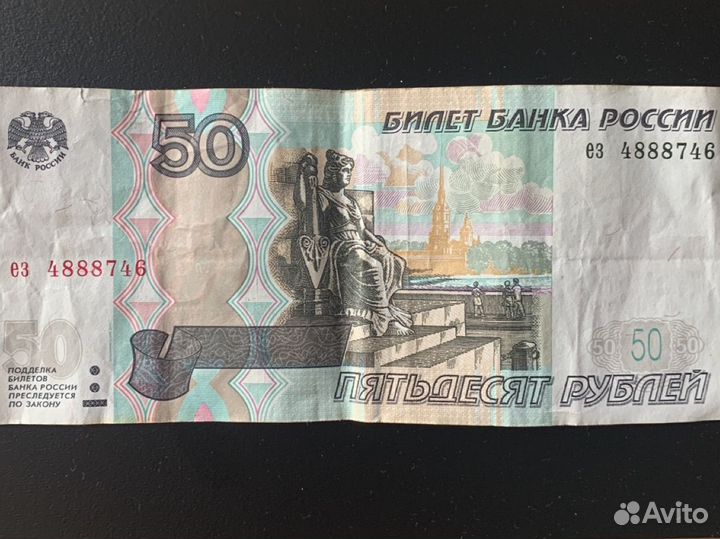 БИЛЕТ БАНКА РОССИИ
50
БАНК РОССИИ
ез 4888746
ез 4888746
50
50 50 50
ПОДДЕЛКА
БИЛЕТОВ
БАНКА РОССИИ
ПРЕСЛЕДУЕТСЯ
ПО ЗАКОНУ
ПЯТЬДЕСЯТ РУБЛЕЙ
Avito